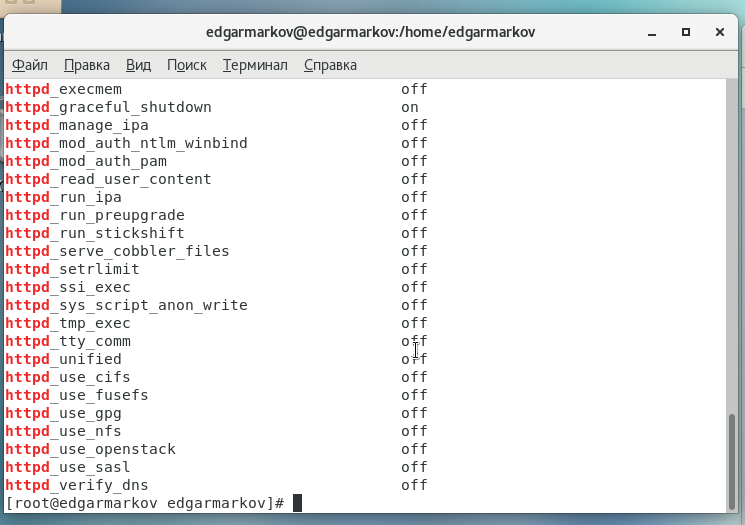 edgarmarkov@edgarmarkov:/home/edgarmarkov
Файл Правка Вид Поиск Терминал Справка
httpd_execmem off
httpd_graceful_shutdown on
httpd_manage_ipa off
httpd_mod_auth_ntlm_winbind off
httpd_mod_auth_pam off
httpd_read_user_content off
httpd_run_ipa off
httpd_run_preupgrade off
httpd_run_stickshift off
httpd_serve_cobbler_files off
httpd_setrlimit off
httpd_ssi_exec off
httpd_sys_script_anon_write off
httpd_tmp_exec off
httpd_tty_comm off
httpd_unified off
httpd_use_cifs off
httpd_use_fusefs off
httpd_use_gpg off
httpd_use_nfs off
httpd_use_openstack off
httpd_use_sasl off
httpd_verify_dns off
[root@edgarmarkov edgarmarkov]#